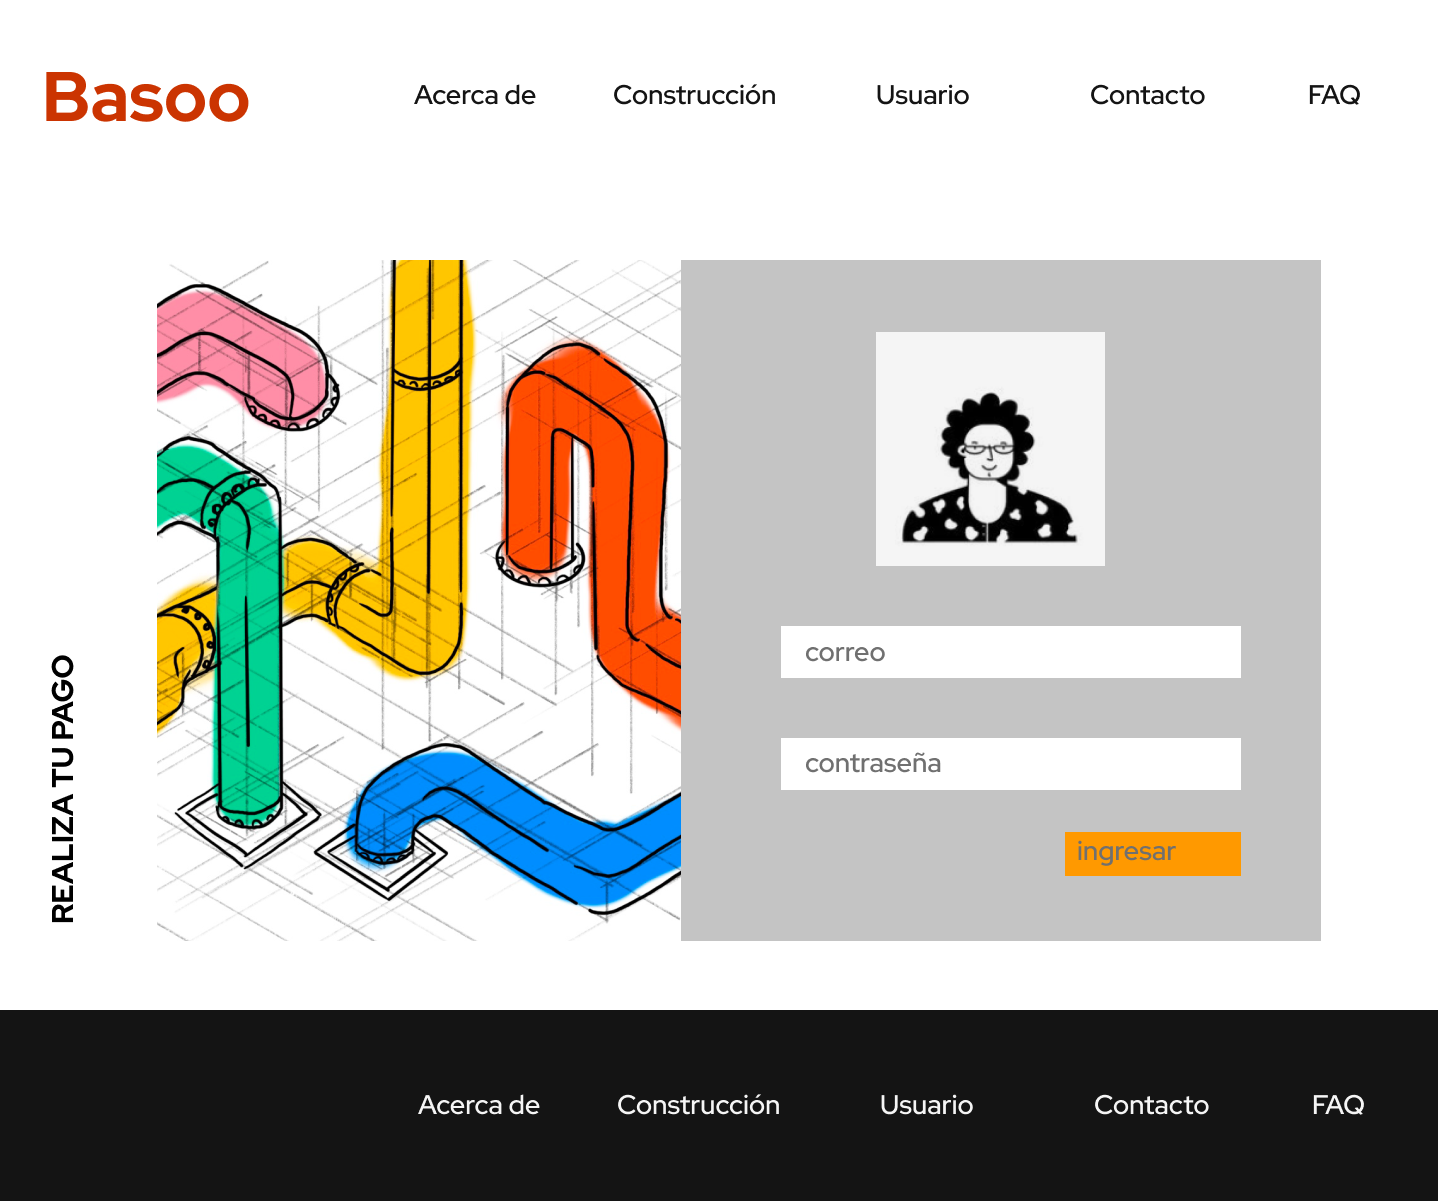 Basoo
Acerca de
Construcción
Usuario
Contacto
FAQ
REALIZA TU PAGO
correo
contraseña
ingresar
Acerca de
Construcción
Usuario
Contacto
FAQ